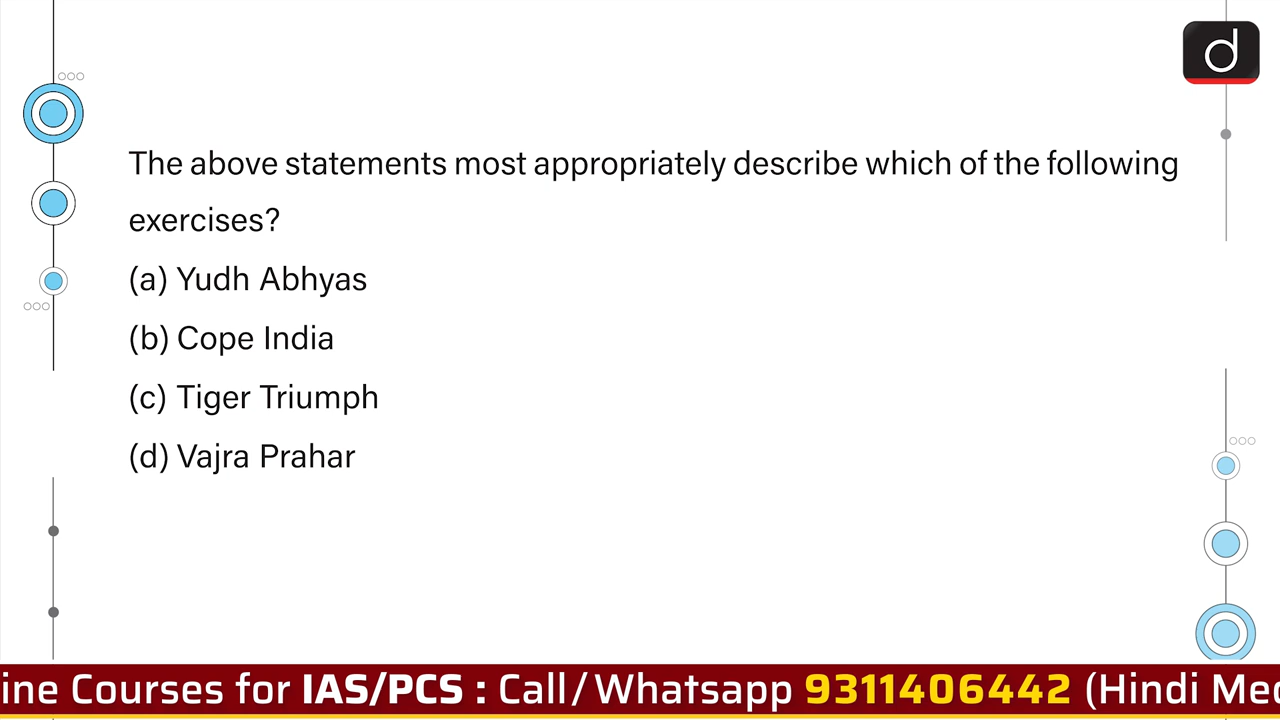 d
The above statements most appropriately describe which of the following
exercises?
(a) Yudh Abhyas
(b) Cope India
(c) Tiger Triumph
(d) Vajra Prahar
ine Courses for IAS/PCS : Call/Whatsapp 9311406442 (Hindi Med